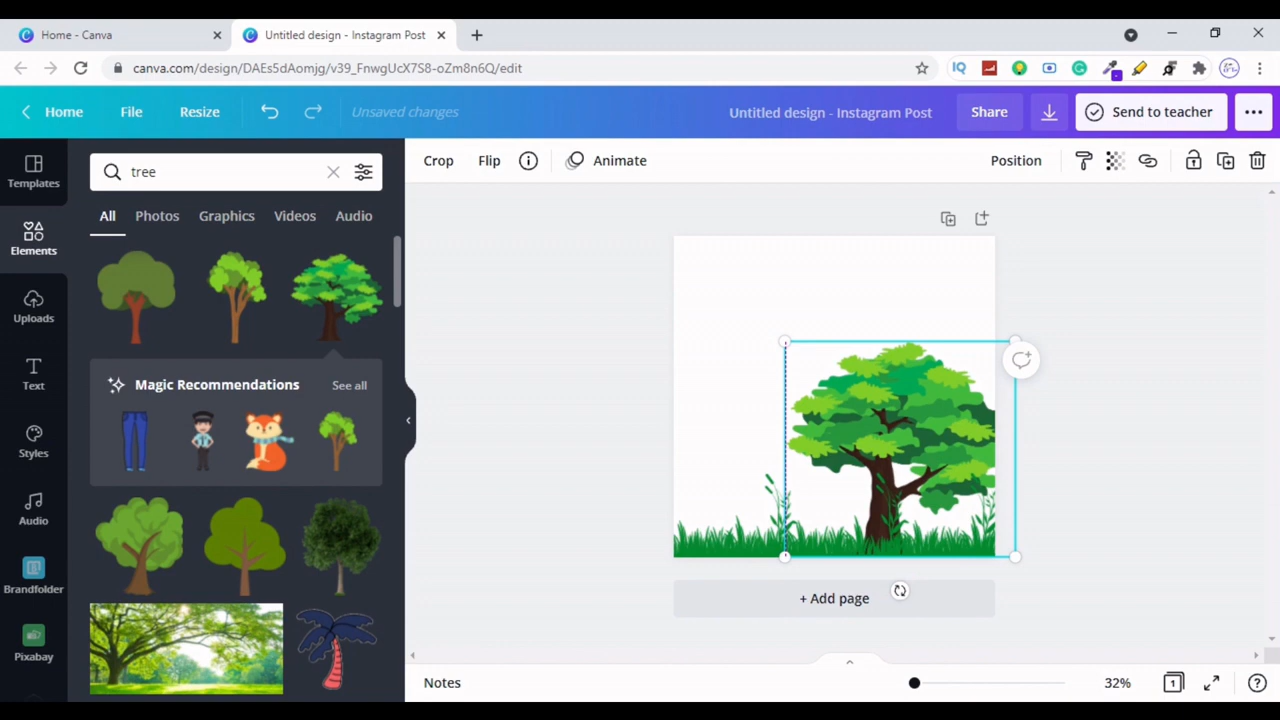 Home - Canva
Untitled design - Instagram Post
canva.com/design/DAEs5dAomjg/v39_FnwgUcX7S8-oZm8n6Q/edit
Home
File
Resize
Unsaved changes
Untitled design - Instagram Post
Share
Send to teacher
Templates
Elements
Uploads
Text
Styles
Audio
Brandfolder
Pixabay
tree
All
Photos
Graphics
Videos
Audio
Magic Recommendations
See all
Crop
Flip
Animate
Position
+ Add page
Notes
32%
1